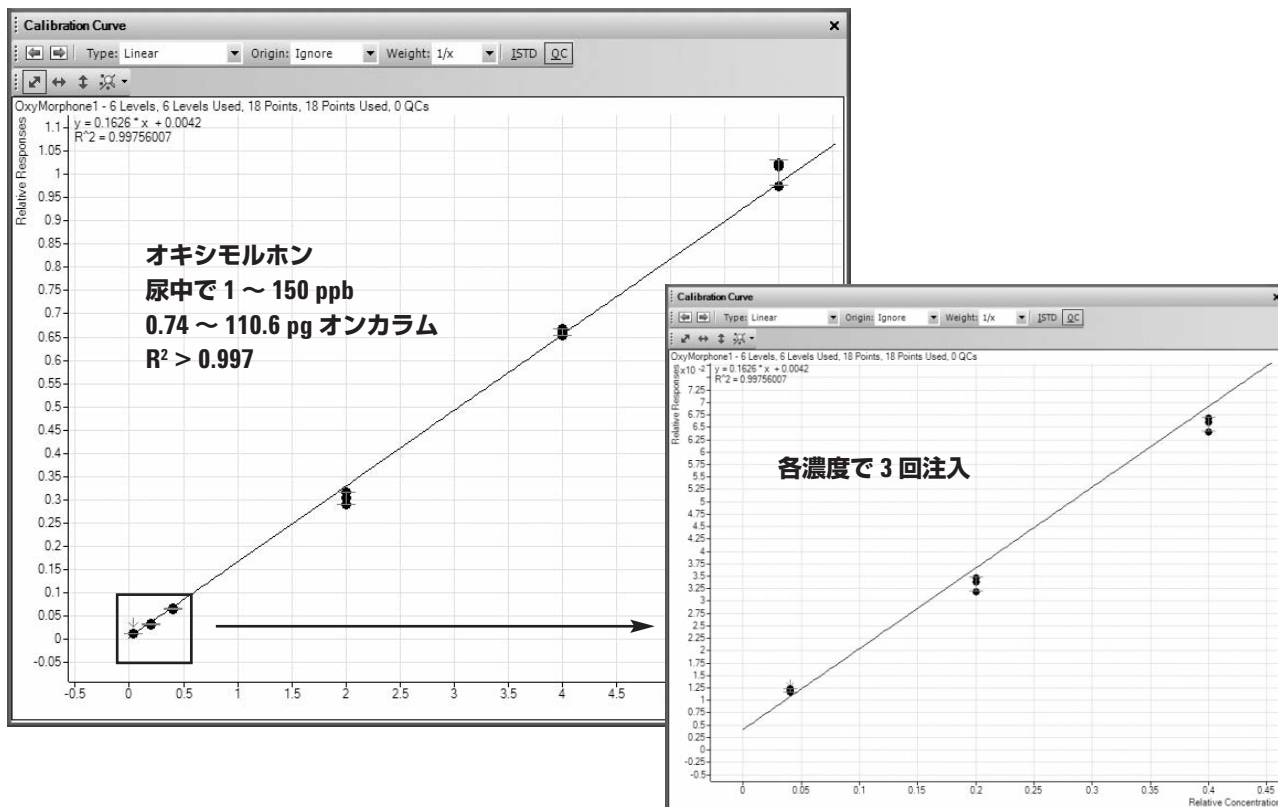 Calibration Curve
Type: Linear Origin: Ignore Weight: 1/x ISTD QC
OxyMorphone1 - 6 Levels, 6 Levels Used, 18 Points, 18 Points Used, 0 QCs
y = 0.1626 * x + 0.0042
R^2 = 0.99756007
Relative Responses
1.1
1.05
1
0.95
0.9
0.85
0.8
0.75
0.7
0.65
0.6
0.55
0.5
0.45
0.4
0.35
0.3
0.25
0.2
0.15
0.1
0.05
0
-0.05
-0.5 0 0.5 1 1.5 2 2.5 3 3.5 4 4.5
オキシモルホン
尿中で 1 ～ 150 ppb
0.74 ～ 110.6 pg オンカラム
R² > 0.997
Calibration Curve
Type: Linear Origin: Ignore Weight: 1/x ISTD QC
OxyMorphone1 - 6 Levels, 6 Levels Used, 18 Points, 18 Points Used, 0 QCs
x10 -2
y = 0.1626 * x + 0.0042
R^2 = 0.99756007
Relative Responses
7.25
7
6.75
6.5
6.25
6
5.75
5.5
5.25
5
4.75
4.5
4.25
4
3.75
3.5
3.25
3
2.75
2.5
2.25
2
1.75
1.5
1.25
1
0.75
0.5
0.25
0
-0.25
-0.5
0 0.05 0.1 0.15 0.2 0.25 0.3 0.35 0.4 0.45
Relative Concentration
各濃度で 3 回注入